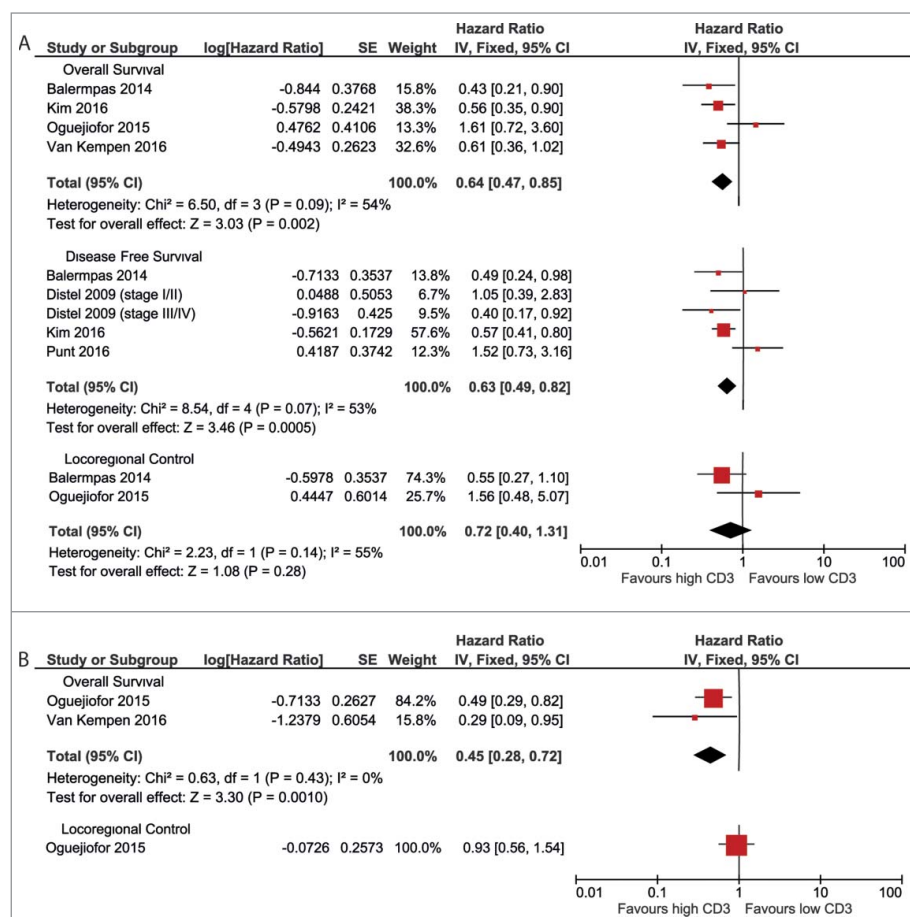 A
Hazard Ratio Hazard Ratio
Study or Subgroup log[Hazard Ratio] SE Weight IV, Fixed, 95% CI IV, Fixed, 95% CI
Overall Survival
Balermpas 2014 -0.844 0.3768 15.8% 0.43 [0.21, 0.90]
Kim 2016 -0.5798 0.2421 38.3% 0.56 [0.35, 0.90]
Oguejiofor 2015 0.4762 0.4106 13.3% 1.61 [0.72, 3.60]
Van Kempen 2016 -0.4943 0.2623 32.6% 0.61 [0.36, 1.02]
Total (95% CI) 100.0% 0.64 [0.47, 0.85]
Heterogeneity: Chi² = 6.50, df = 3 (P = 0.09); I² = 54%
Test for overall effect: Z = 3.03 (P = 0.002)
Disease Free Survival
Balermpas 2014 -0.7133 0.3537 13.8% 0.49 [0.24, 0.98]
Distel 2009 (stage I/II) 0.0488 0.5053 6.7% 1.05 [0.39, 2.83]
Distel 2009 (stage III/IV) -0.9163 0.425 9.5% 0.40 [0.17, 0.92]
Kim 2016 -0.5621 0.1729 57.6% 0.57 [0.41, 0.80]
Punt 2016 0.4187 0.3742 12.3% 1.52 [0.73, 3.16]
Total (95% CI) 100.0% 0.63 [0.49, 0.82]
Heterogeneity: Chi² = 8.54, df = 4 (P = 0.07); I² = 53%
Test for overall effect: Z = 3.46 (P = 0.0005)
Locoregional Control
Balermpas 2014 -0.5978 0.3537 74.3% 0.55 [0.27, 1.10]
Oguejiofor 2015 0.4447 0.6014 25.7% 1.56 [0.48, 5.07]
Total (95% CI) 100.0% 0.72 [0.40, 1.31]
Heterogeneity: Chi² = 2.23, df = 1 (P = 0.14); I² = 55%
Test for overall effect: Z = 1.08 (P = 0.28)
0.01 0.1 1 10 100
Favours high CD3 Favours low CD3
B
Hazard Ratio Hazard Ratio
Study or Subgroup log[Hazard Ratio] SE Weight IV, Fixed, 95% CI IV, Fixed, 95% CI
Overall Survival
Oguejiofor 2015 -0.7133 0.2627 84.2% 0.49 [0.29, 0.82]
Van Kempen 2016 -1.2379 0.6054 15.8% 0.29 [0.09, 0.95]
Total (95% CI) 100.0% 0.45 [0.28, 0.72]
Heterogeneity: Chi² = 0.63, df = 1 (P = 0.43); I² = 0%
Test for overall effect: Z = 3.30 (P = 0.0010)
Locoregional Control
Oguejiofor 2015 -0.0726 0.2573 100.0% 0.93 [0.56, 1.54]
0.01 0.1 1 10 100
Favours high CD3 Favours low CD3